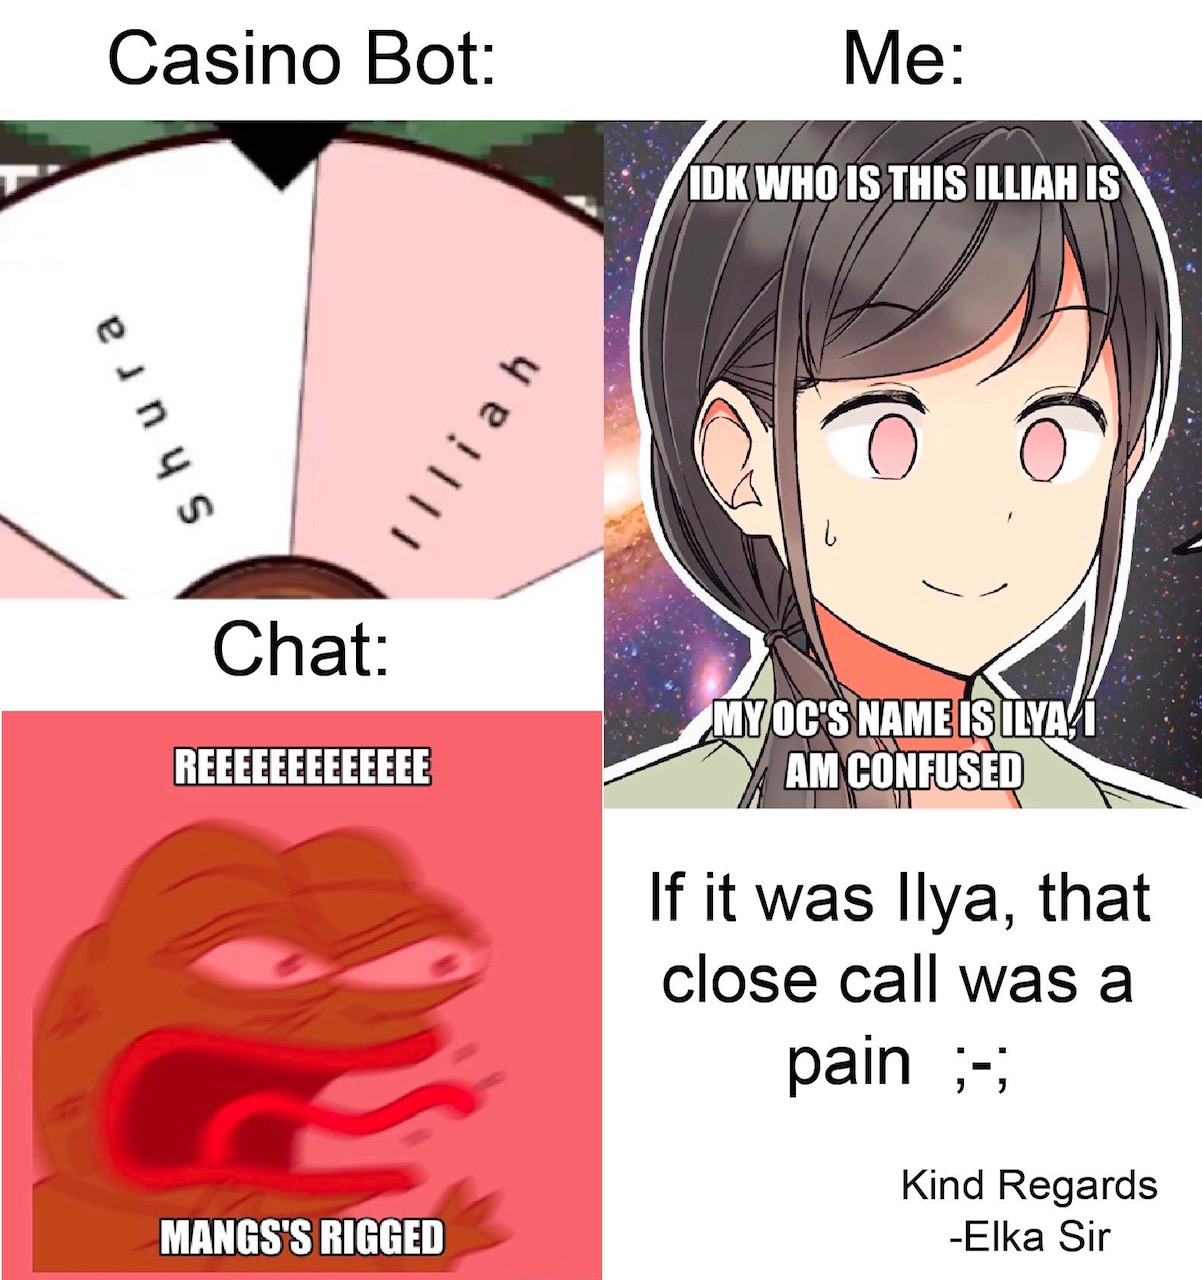 Casino Bot:
Me:
Shura
Illiah
IDK WHO IS THIS ILLIAH IS
MY OC'S NAME IS ILYA, I
AM CONFUSED
Chat:
REEEEEEEEEEEEEE
MANGS'S RIGGED
If it was Ilya, that
close call was a
pain ;-;
Kind Regards
-Elka Sir